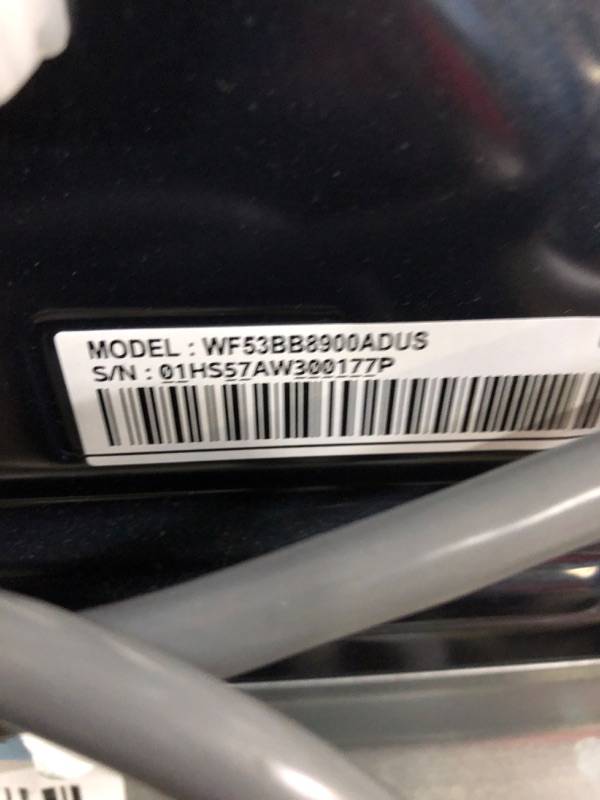 MODEL : WF53BB8900ADUS
S/N : 01HS57AW300177P